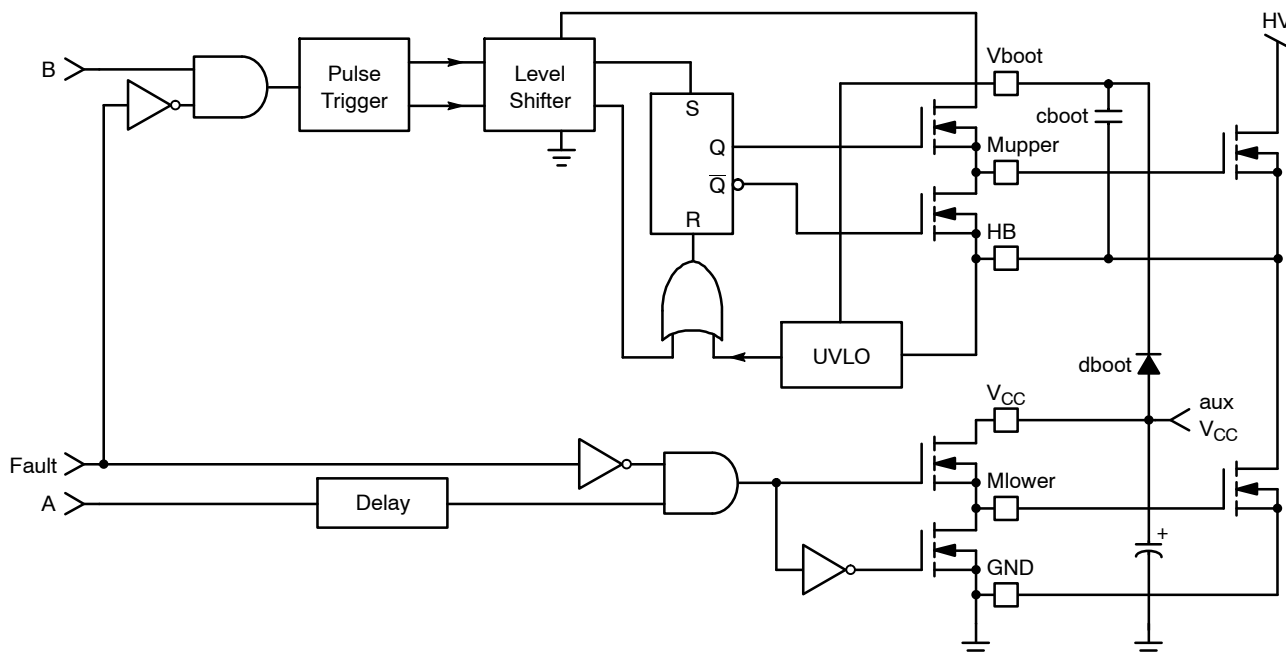 HV
B
Pulse
Trigger
Level
Shifter
Vboot
cboot
S
Q
Q̅
R
Mupper
HB
UVLO
dboot
VCC
aux
VCC
Fault
A
Delay
Mlower
+
GND